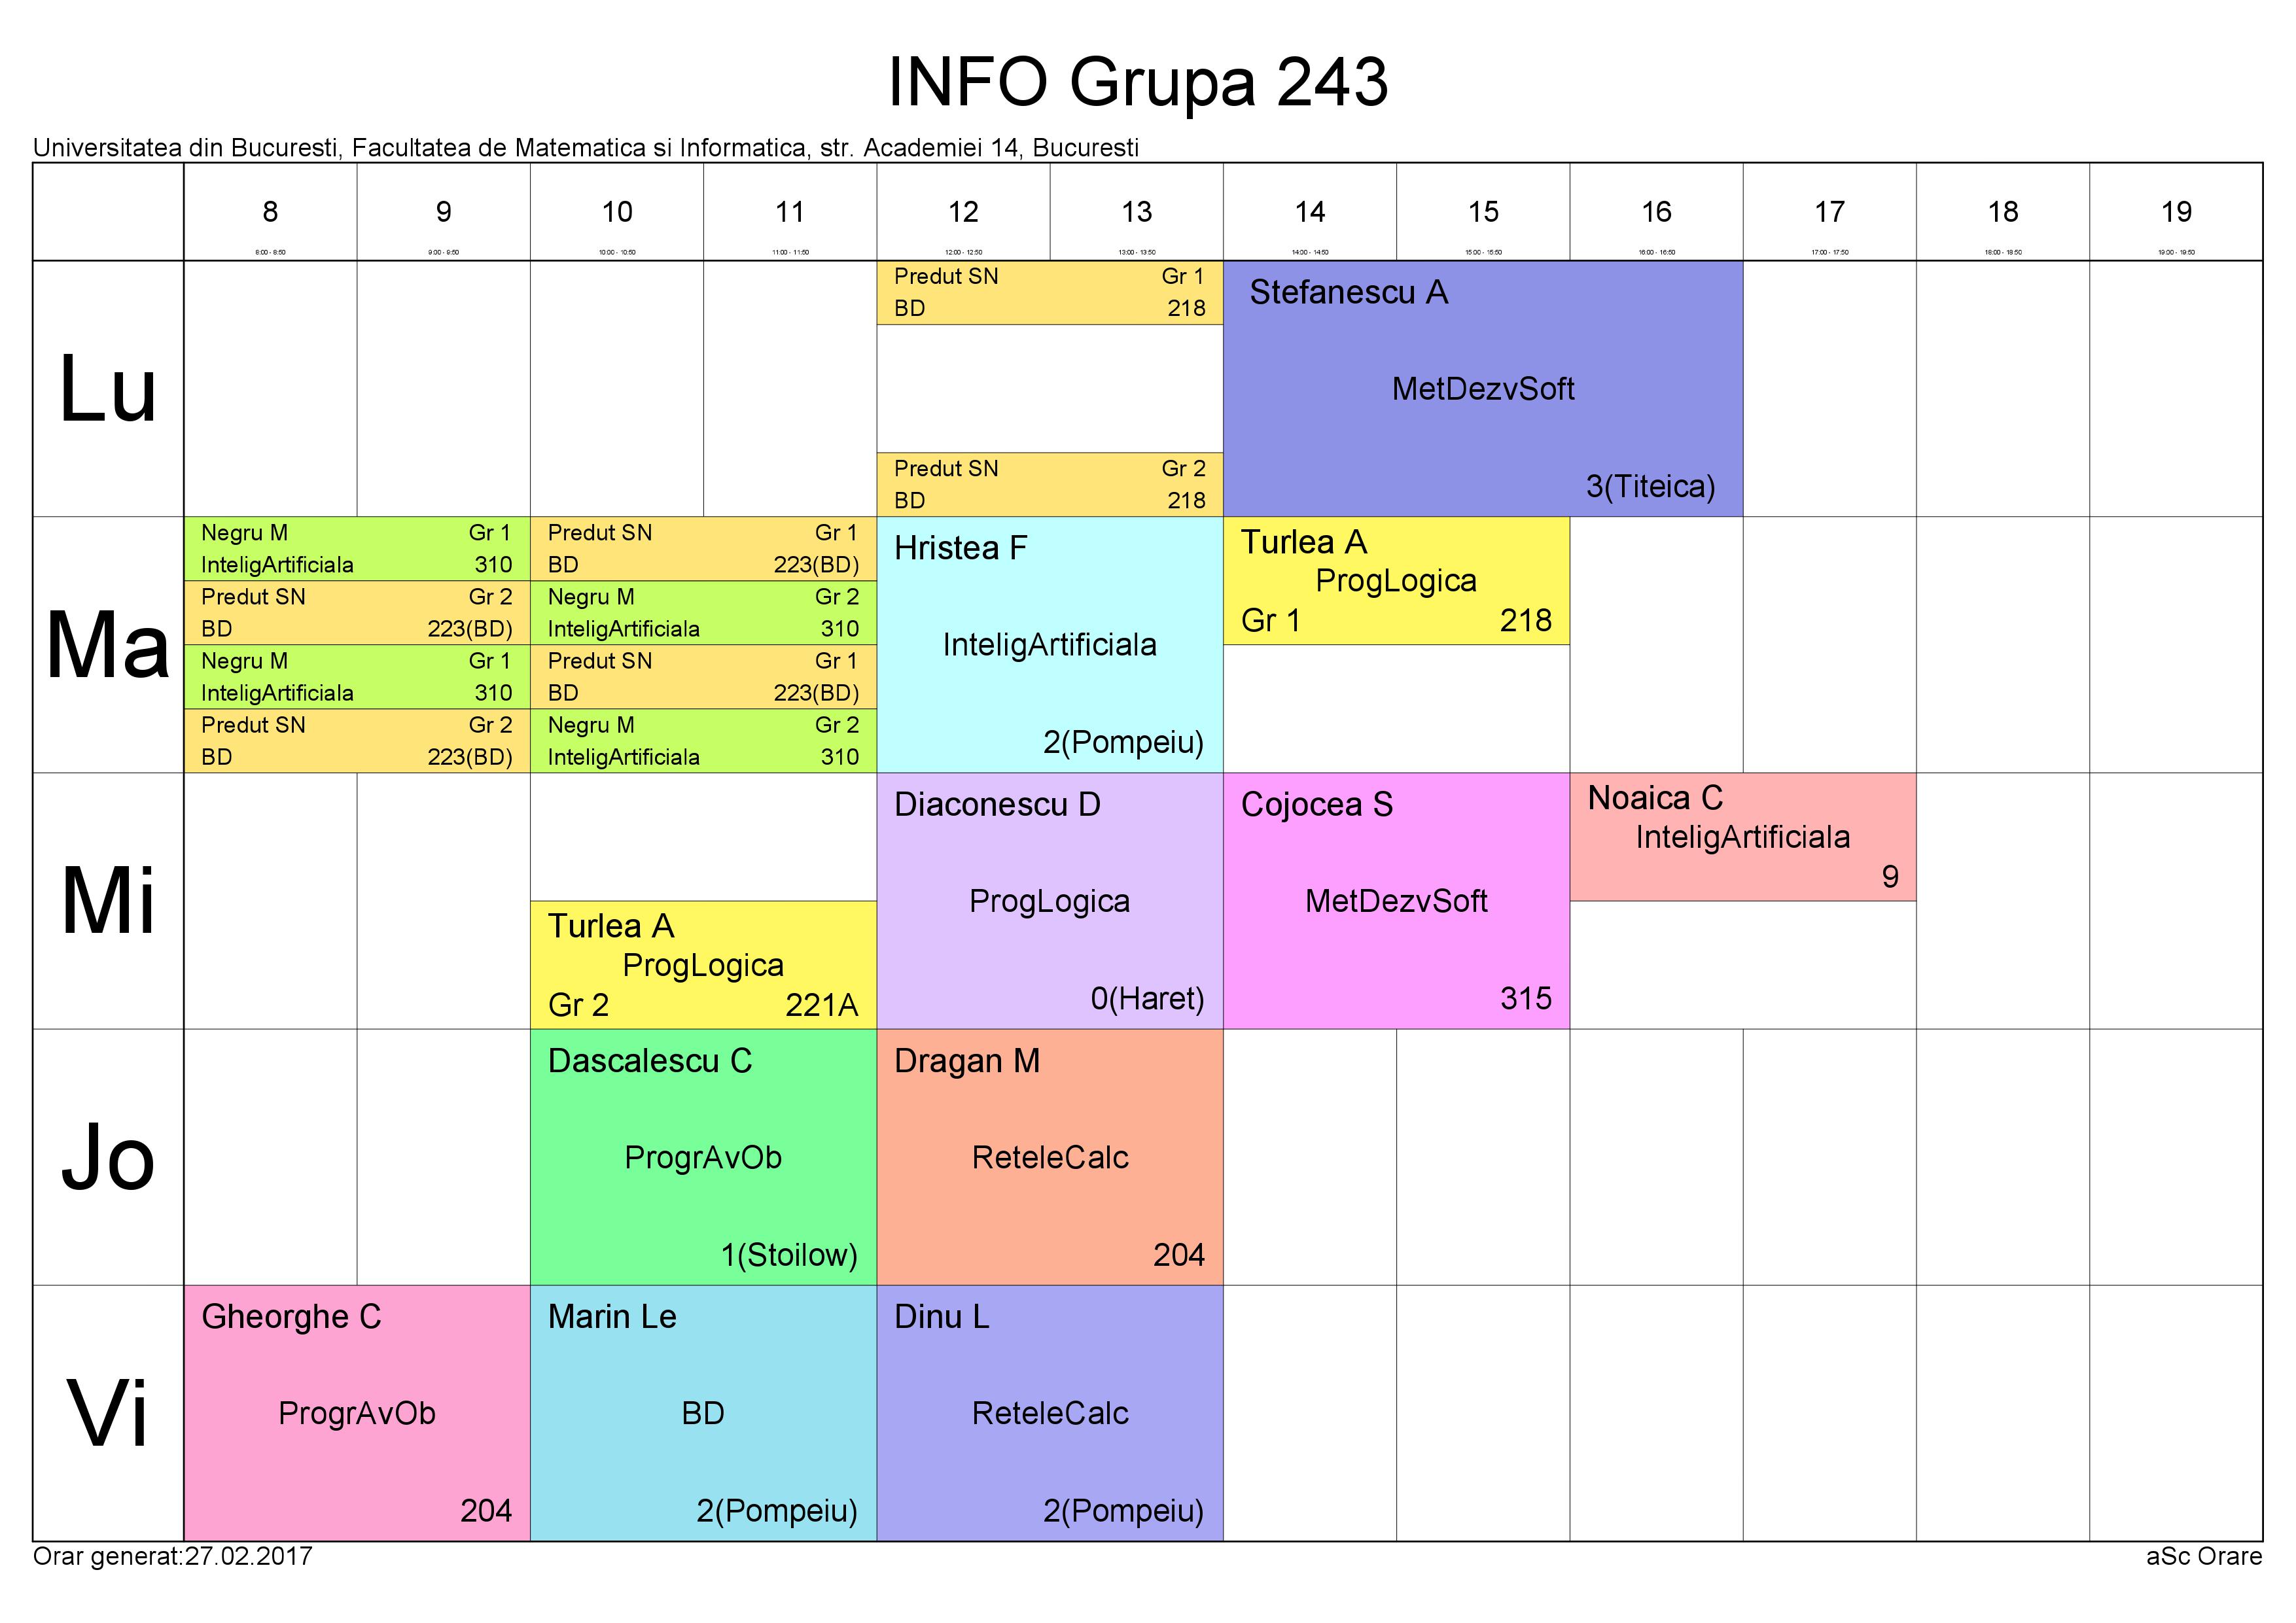 INFO Grupa 243
Universitatea din Bucuresti, Facultatea de Matematica si Informatica, str. Academiei 14, Bucuresti
8 9 10 11 12 13 14 15 16 17 18 19
8:00 - 8:50 9:00 - 9:50 10:00 - 10:50 11:00 - 11:50 12:00 - 12:50 13:00 - 13:50 14:00 - 14:50 15:00 - 15:50 16:00 - 16:50 17:00 - 17:50 18:00 - 18:50 19:00 - 19:50
Lu
Predut SN Gr 1
BD 218
Predut SN Gr 2
BD 218
Stefanescu A
MetDezvSoft
3(Titeica)
Ma
Negru M Gr 1
InteligArtificiala 310
Predut SN Gr 2
BD 223(BD)
Negru M Gr 1
InteligArtificiala 310
Predut SN Gr 2
BD 223(BD)
Predut SN Gr 1
BD 223(BD)
Negru M Gr 2
InteligArtificiala 310
Predut SN Gr 1
BD 223(BD)
Negru M Gr 2
InteligArtificiala 310
Hristea F
InteligArtificiala
2(Pompeiu)
Turlea A
ProgLogica
Gr 1 218
Mi
Turlea A
ProgLogica
Gr 2 221A
Diaconescu D
ProgLogica
0(Haret)
Cojocea S
MetDezvSoft
315
Noaica C
InteligArtificiala
9
Jo
Dascalescu C
ProgrAvOb
1(Stoilow)
Dragan M
ReteleCalc
204
Vi
Gheorghe C
ProgrAvOb
204
Marin Le
BD
2(Pompeiu)
Dinu L
ReteleCalc
2(Pompeiu)
Orar generat:27.02.2017
aSc Orare